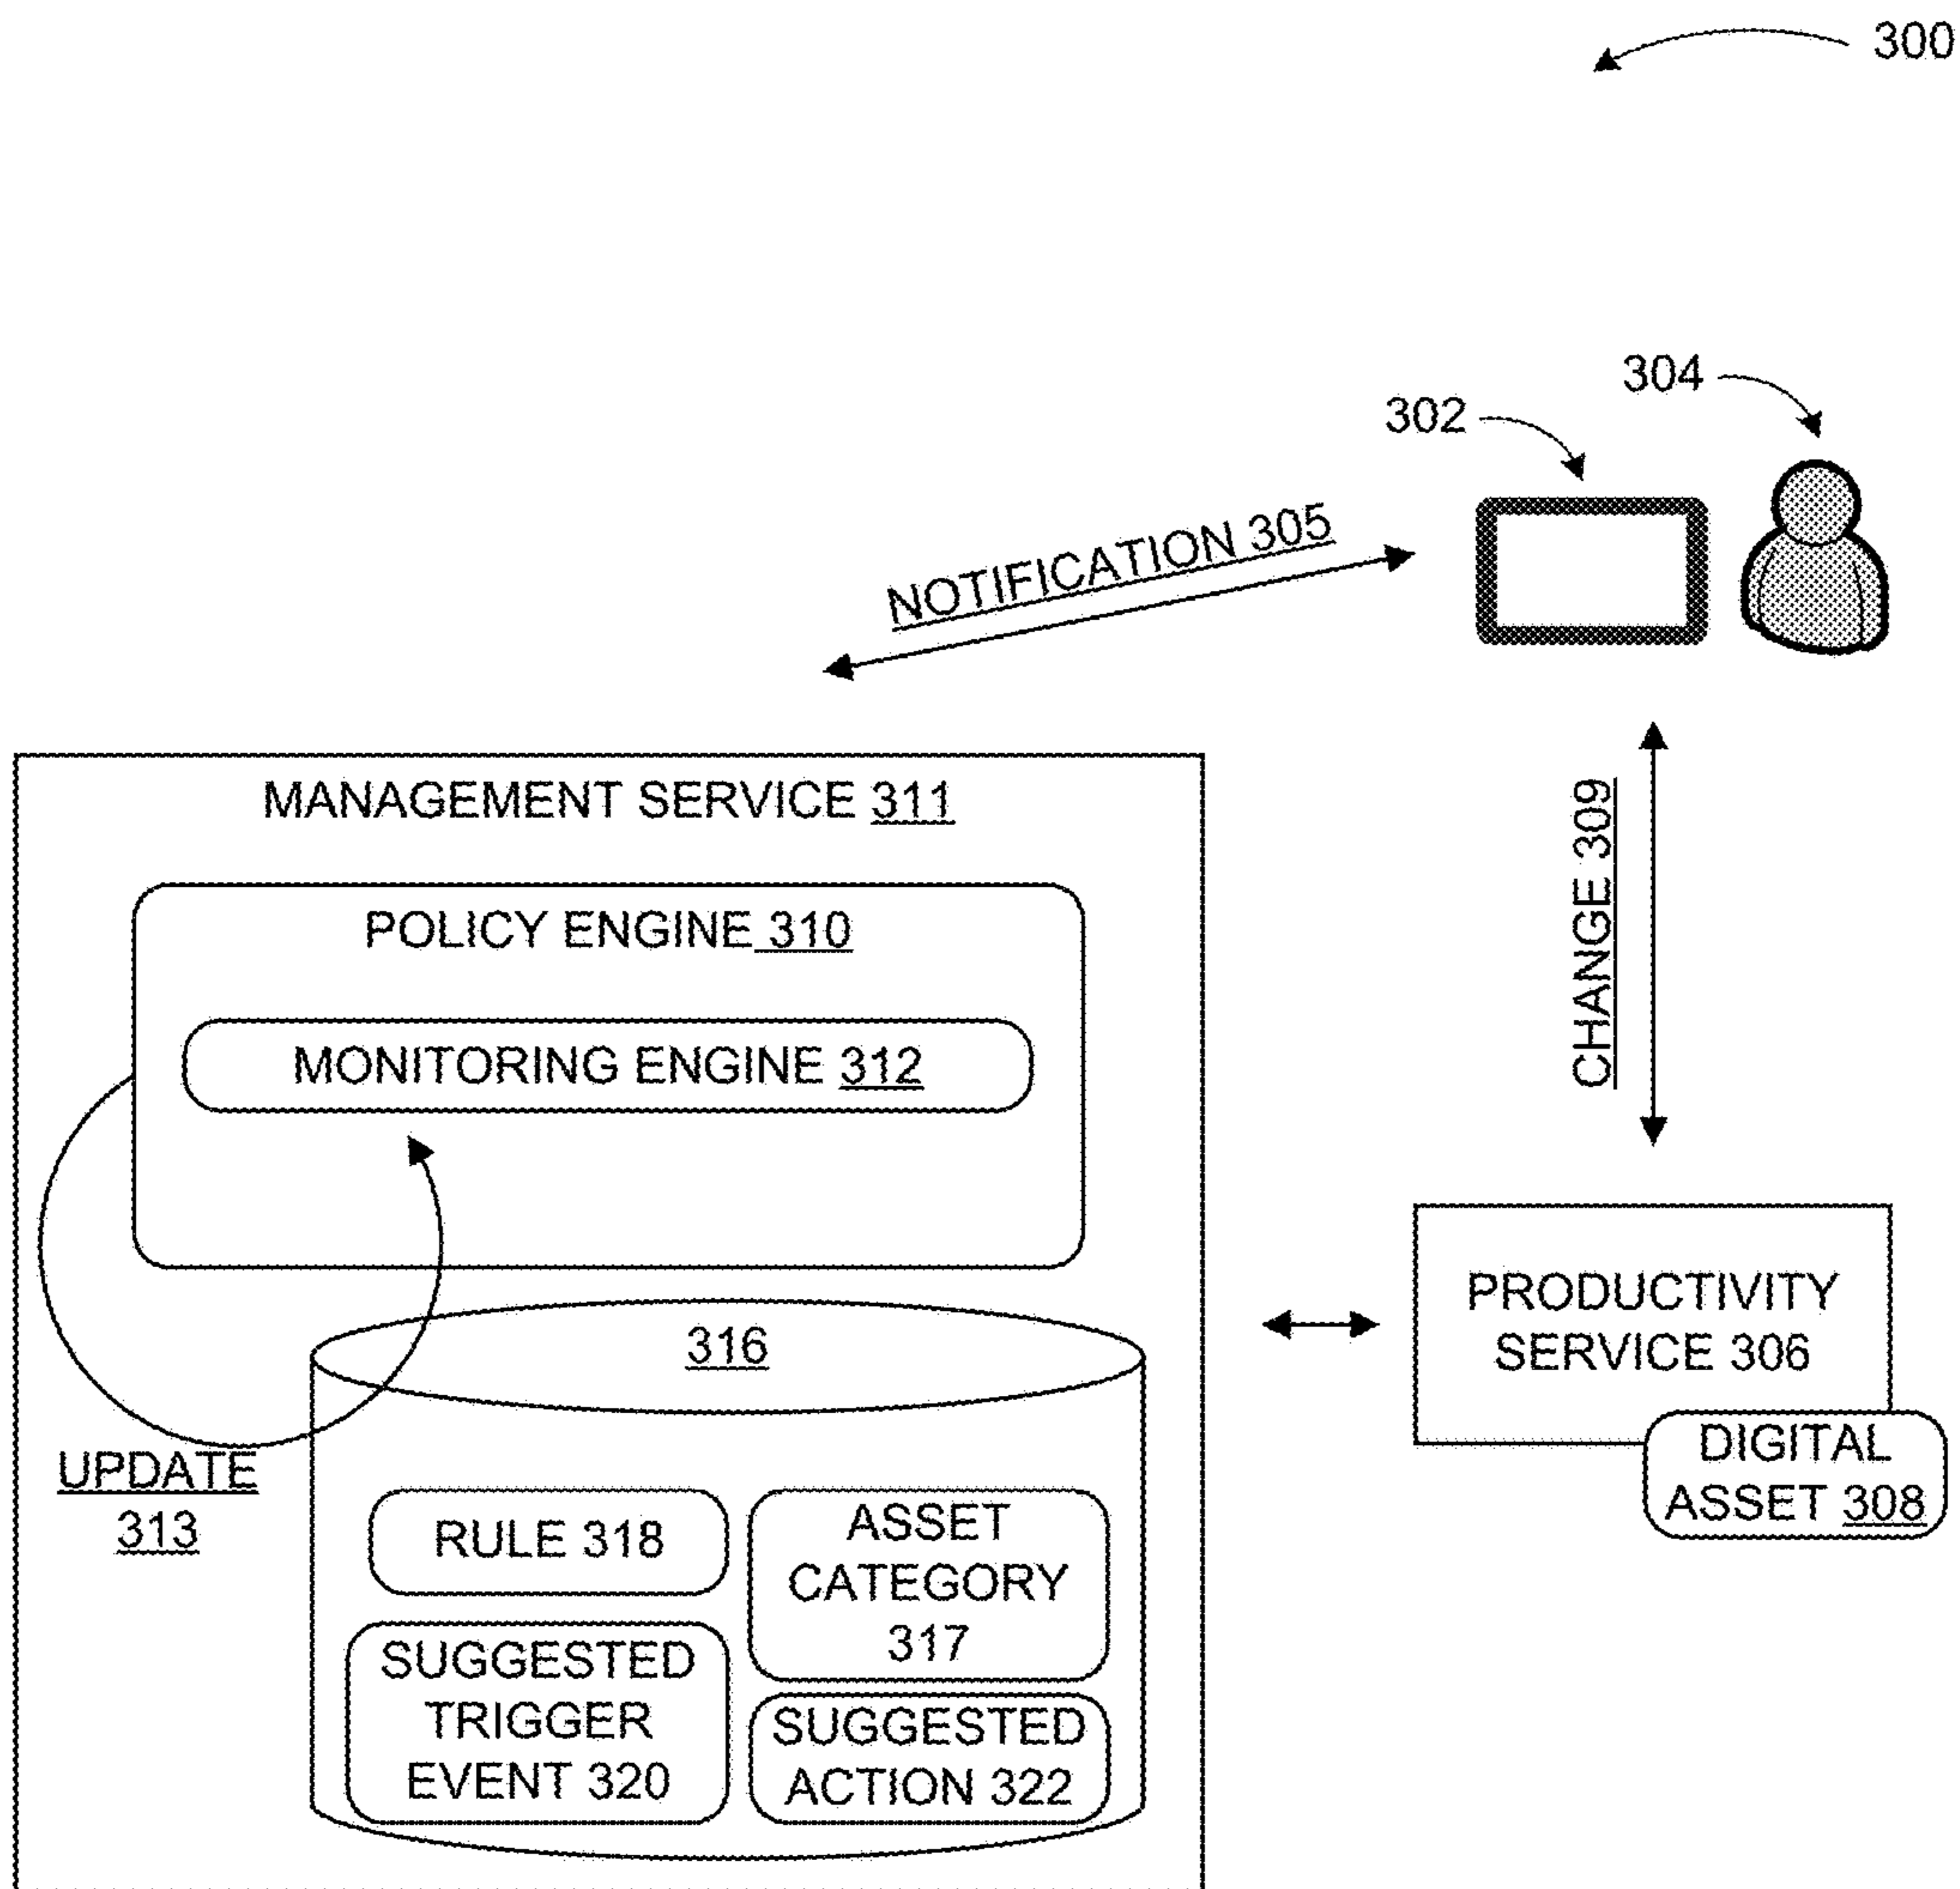 300
304
302
NOTIFICATION 305
MANAGEMENT SERVICE 311
POLICY ENGINE 310
MONITORING ENGINE 312
CHANGE 309
316
PRODUCTIVITY
SERVICE 306
DIGITAL
ASSET 308
UPDATE
313
RULE 318
ASSET
CATEGORY
317
SUGGESTED
TRIGGER
EVENT 320
SUGGESTED
ACTION 322